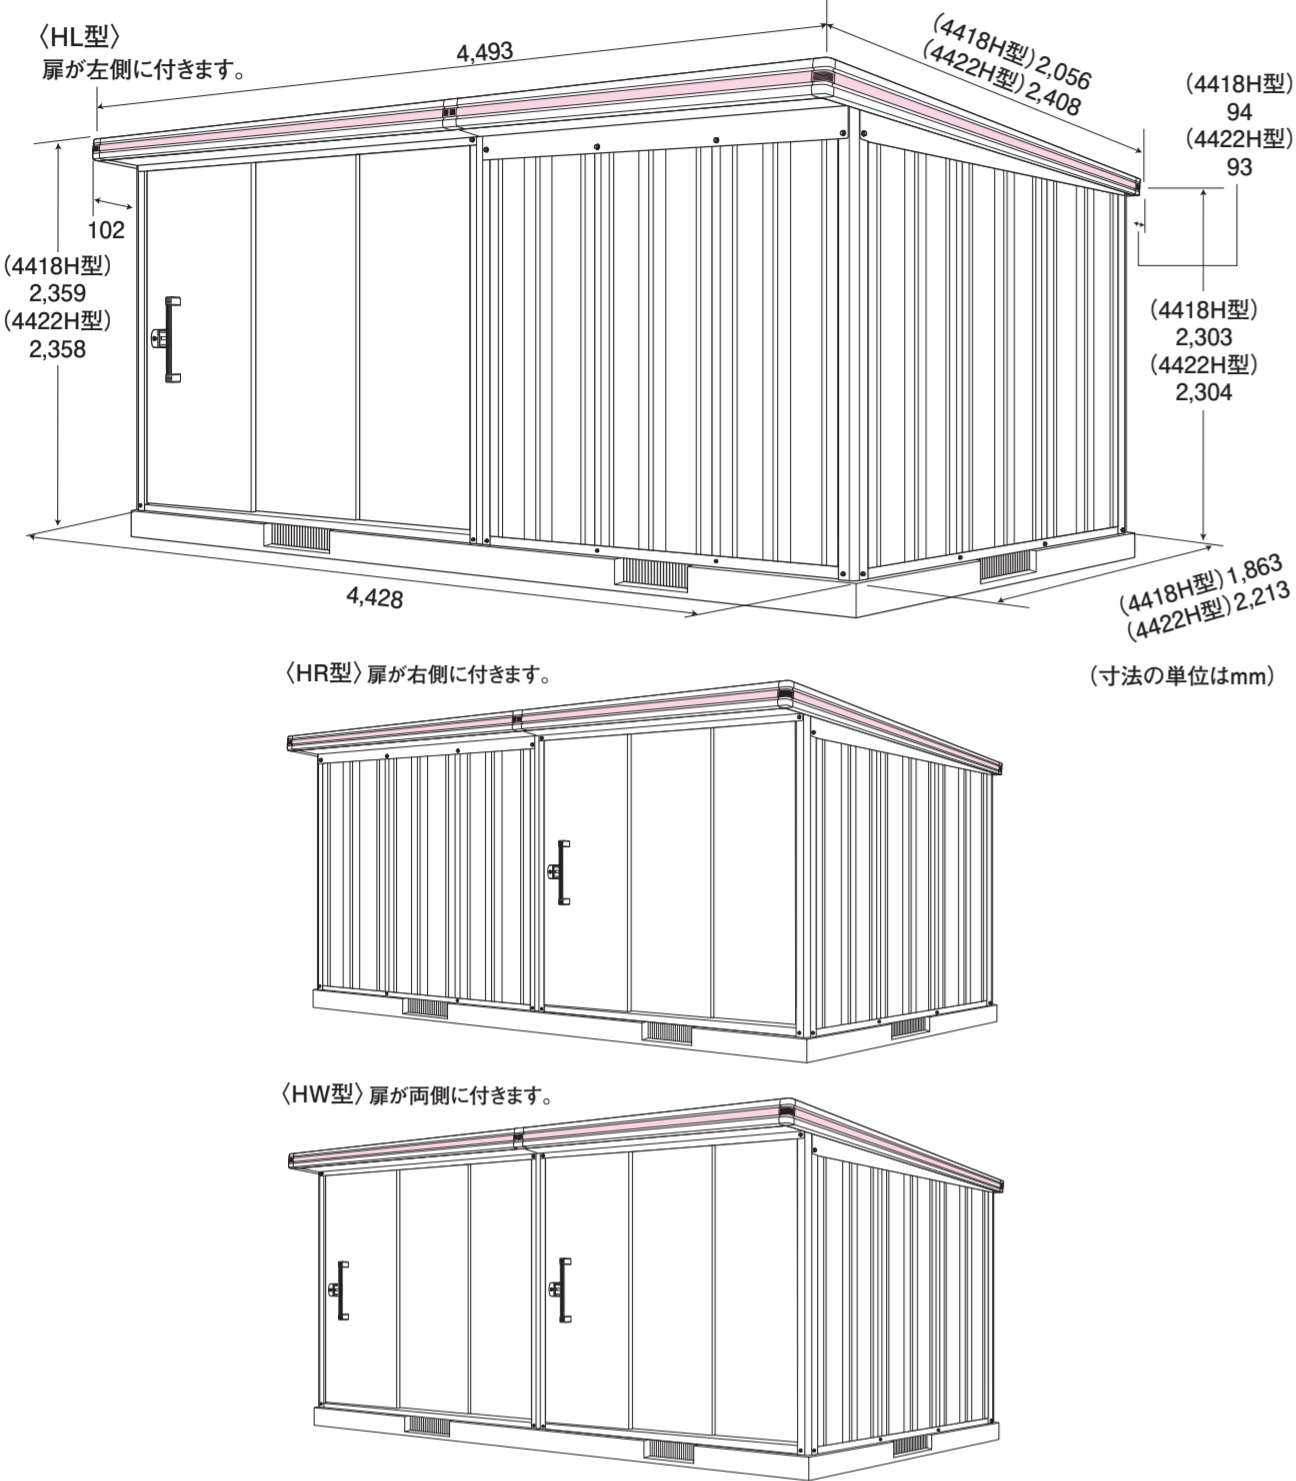 〈HL型〉
扉が左側に付きます。
4,493
（4418H型）2,056
（4422H型）2,408
（4418H型）
94
（4422H型）
93
102
（4418H型）
2,359
（4422H型）
2,358
（4418H型）
2,303
（4422H型）
2,304
4,428
（4418H型）1,863
（4422H型）2,213
〈HR型〉扉が右側に付きます。
（寸法の単位はmm）
〈HW型〉扉が両側に付きます。